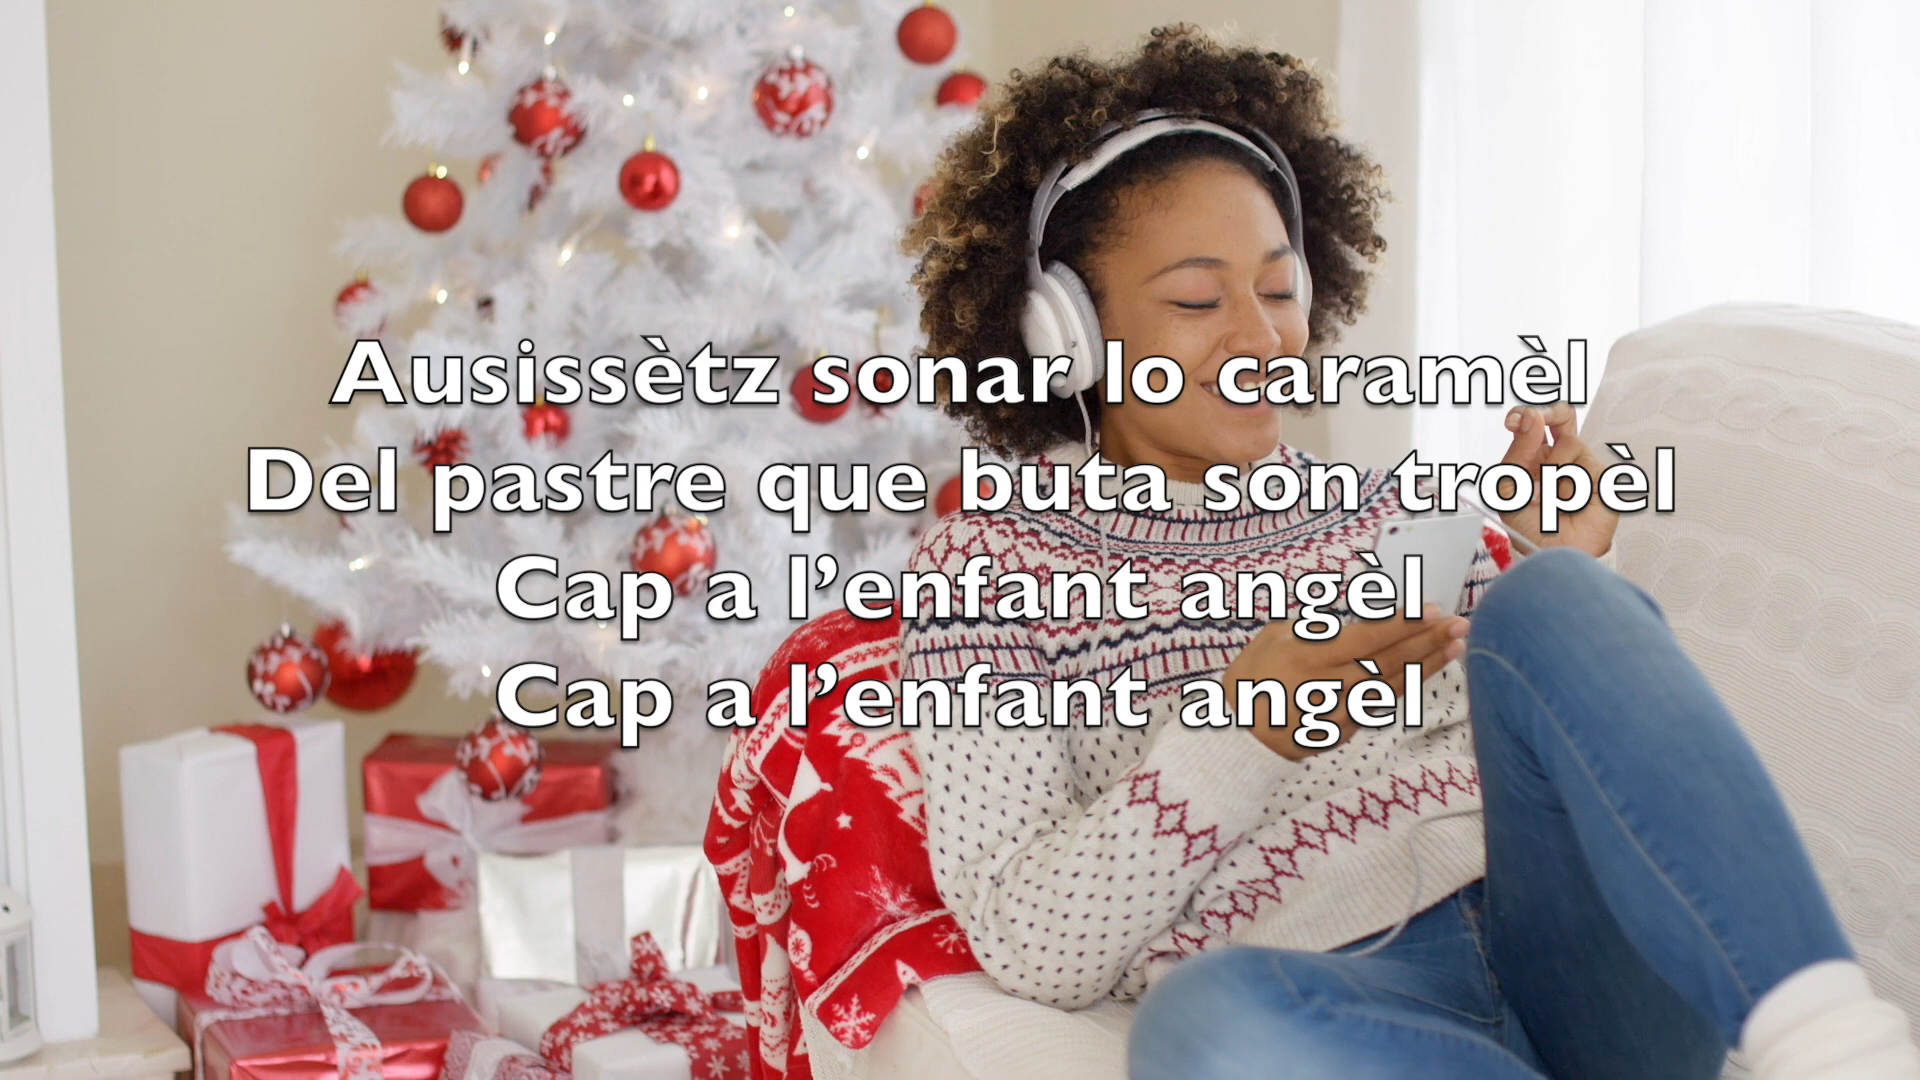 Ausissètz sonar lo caramèl
Del pastre que buta son tropèl
Cap a l’enfant angèl
Cap a l’enfant angèl